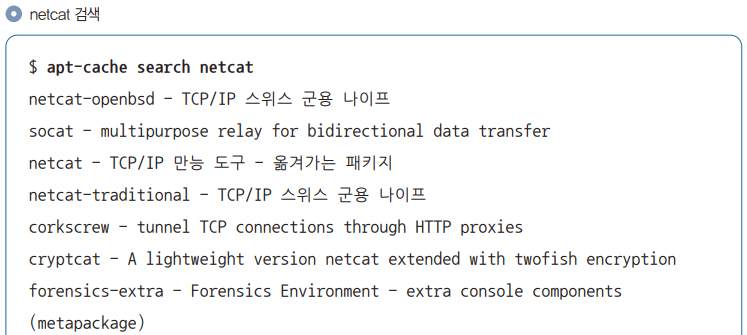 netcat 검색
$ apt-cache search netcat
netcat-openbsd - TCP/IP 스위스 군용 나이프
socat - multipurpose relay for bidirectional data transfer
netcat - TCP/IP 만능 도구 - 옮겨가는 패키지
netcat-traditional - TCP/IP 스위스 군용 나이프
corkscrew - tunnel TCP connections through HTTP proxies
cryptcat - A lightweight version netcat extended with twofish encryption
forensics-extra - Forensics Environment - extra console components
(metapackage)